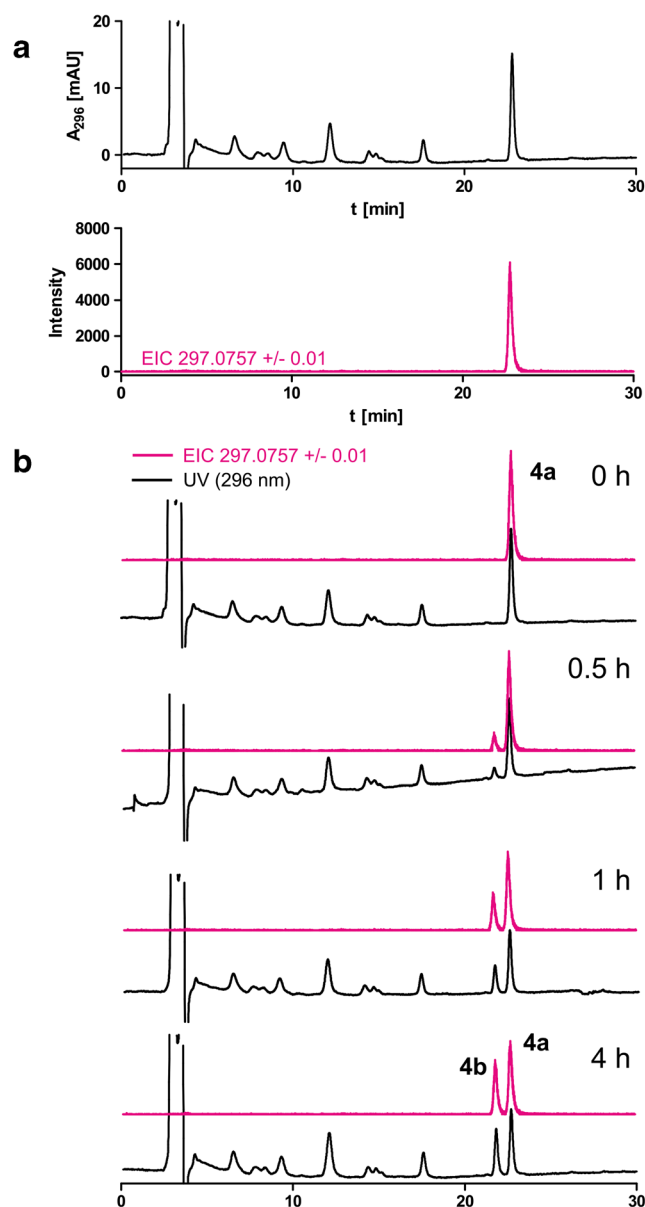 a
A296 [mAU]
20
10
0
0 10 20 30
t [min]
Intensity
8000
6000
4000
2000
0
EIC 297.0757 +/- 0.01
0 10 20 30
t [min]
b
EIC 297.0757 +/- 0.01
UV (296 nm)
4a
0 h
0.5 h
1 h
4b
4a
4 h
0 10 20 30